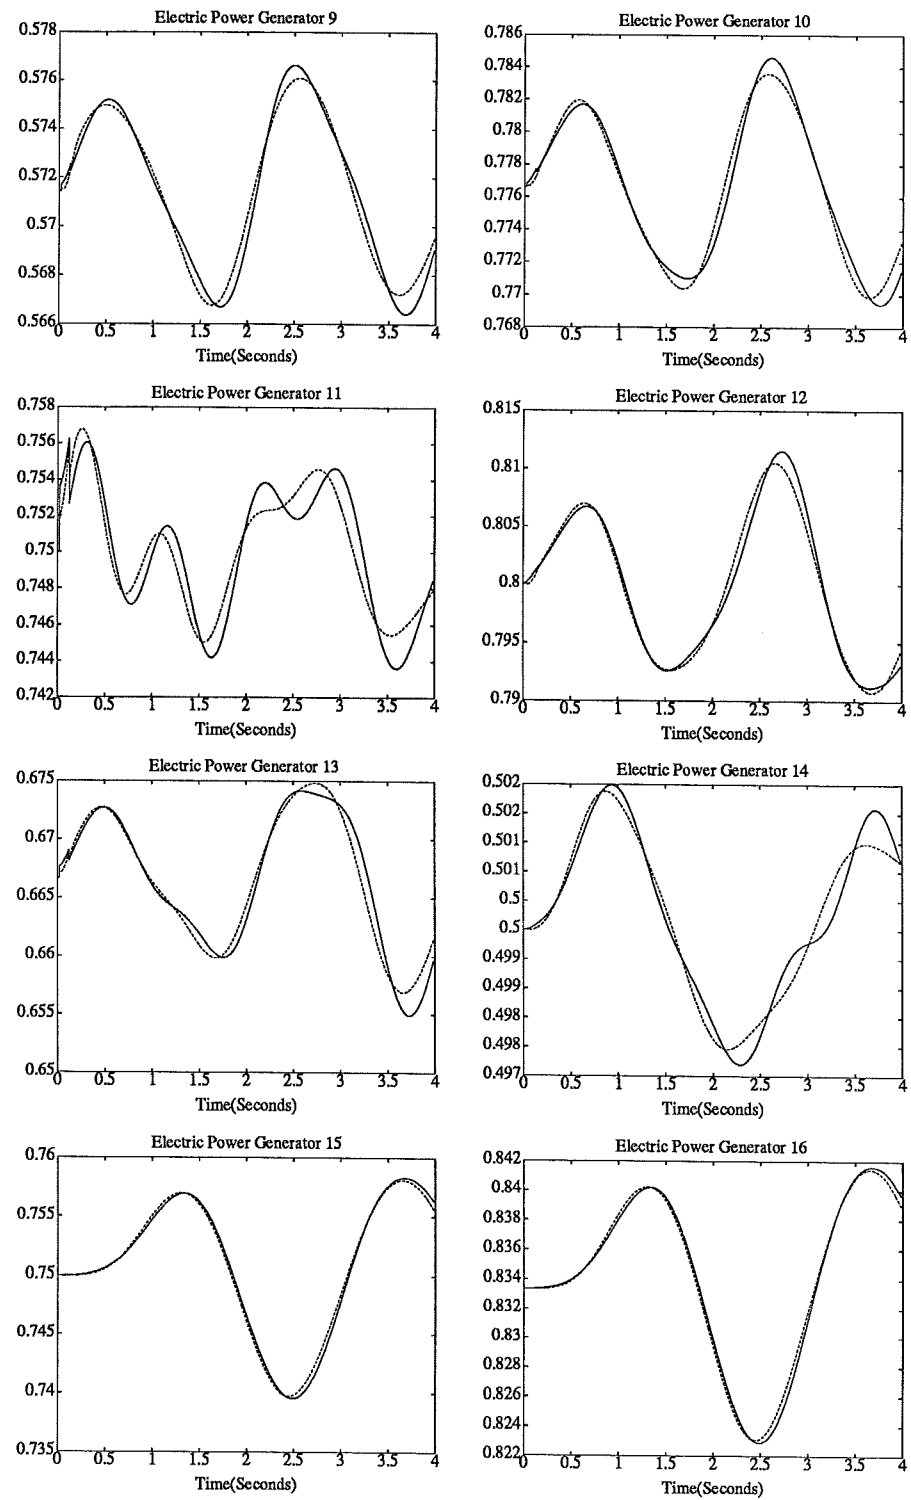 Electric Power Generator 9
0.578
0.576
0.574
0.572
0.57
0.568
0.566
0 0.5 1 1.5 2 2.5 3 3.5 4
Time(Seconds)
Electric Power Generator 10
0.786
0.784
0.782
0.78
0.778
0.776
0.774
0.772
0.77
0.768
0 0.5 1 1.5 2 2.5 3 3.5 4
Time(Seconds)
Electric Power Generator 11
0.758
0.756
0.754
0.752
0.75
0.748
0.746
0.744
0.742
0 0.5 1 1.5 2 2.5 3 3.5 4
Time(Seconds)
Electric Power Generator 12
0.815
0.81
0.805
0.8
0.795
0.79
0 0.5 1 1.5 2 2.5 3 3.5 4
Time(Seconds)
Electric Power Generator 13
0.675
0.67
0.665
0.66
0.655
0.65
0 0.5 1 1.5 2 2.5 3 3.5 4
Time(Seconds)
Electric Power Generator 14
0.502
0.502
0.501
0.501
0.5
0.5
0.499
0.499
0.498
0.498
0.497
0 0.5 1 1.5 2 2.5 3 3.5 4
Time(Seconds)
Electric Power Generator 15
0.76
0.755
0.75
0.745
0.74
0.735
0 0.5 1 1.5 2 2.5 3 3.5 4
Time(Seconds)
Electric Power Generator 16
0.842
0.84
0.838
0.836
0.834
0.832
0.83
0.828
0.826
0.824
0.822
0 0.5 1 1.5 2 2.5 3 3.5 4
Time(Seconds)